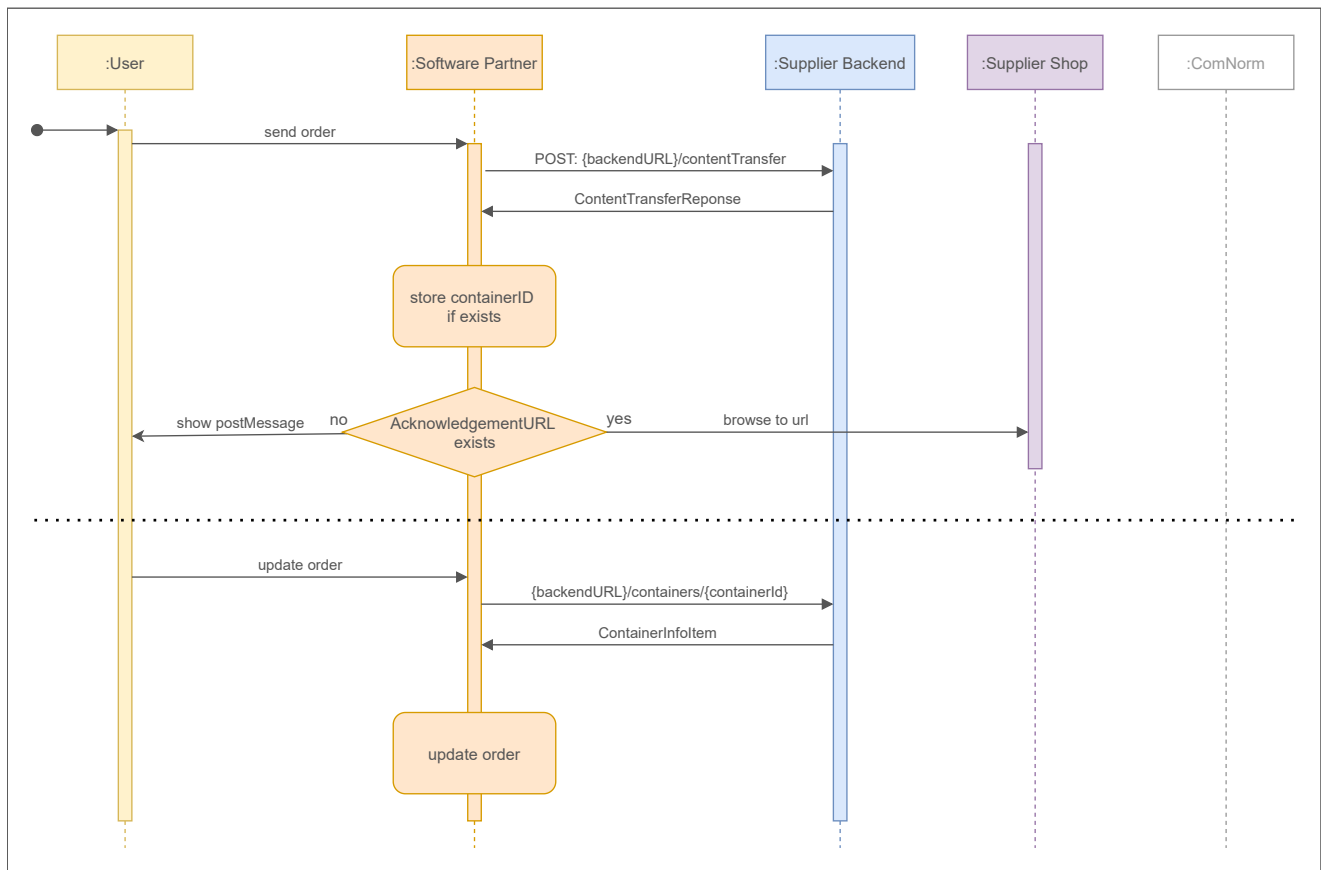 :User
:Software Partner
:Supplier Backend
:Supplier Shop
:ComNorm
send order
POST: {backendURL}/contentTransfer
ContentTransferReponse
store containerID
if exists
show postMessage
no
AcknowledgementURL
exists
yes
browse to url
update order
{backendURL}/containers/{containerId}
ContainerInfoItem
update order